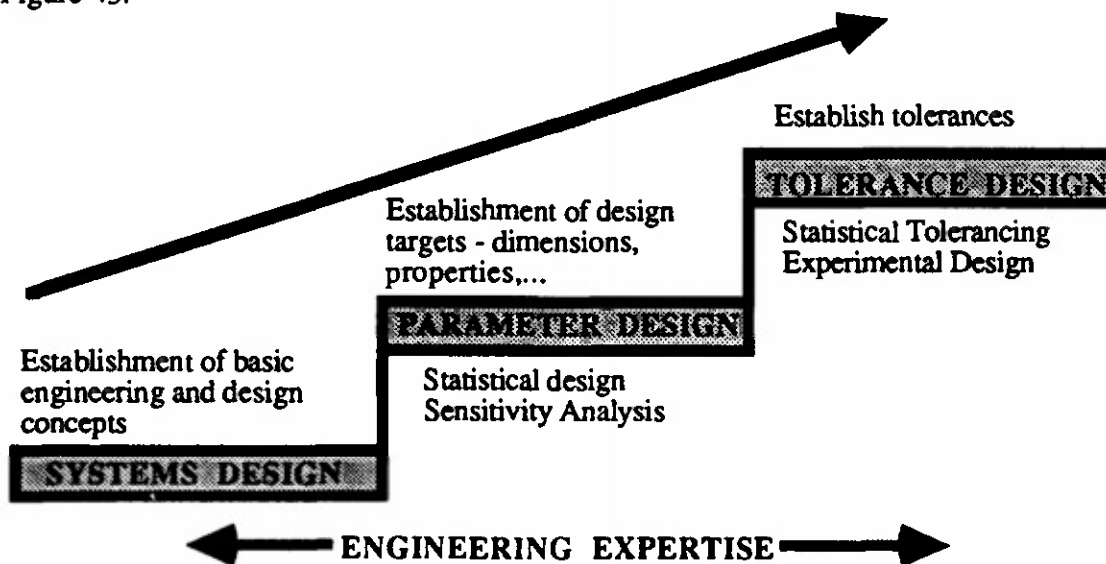 Figure 43.
Establish tolerances
TOLERANCE DESIGN
Statistical Tolerancing
Experimental Design
Establishment of design
targets - dimensions,
properties,...
PARAMETER DESIGN
Statistical design
Sensitivity Analysis
Establishment of basic
engineering and design
concepts
SYSTEMS DESIGN
ENGINEERING EXPERTISE